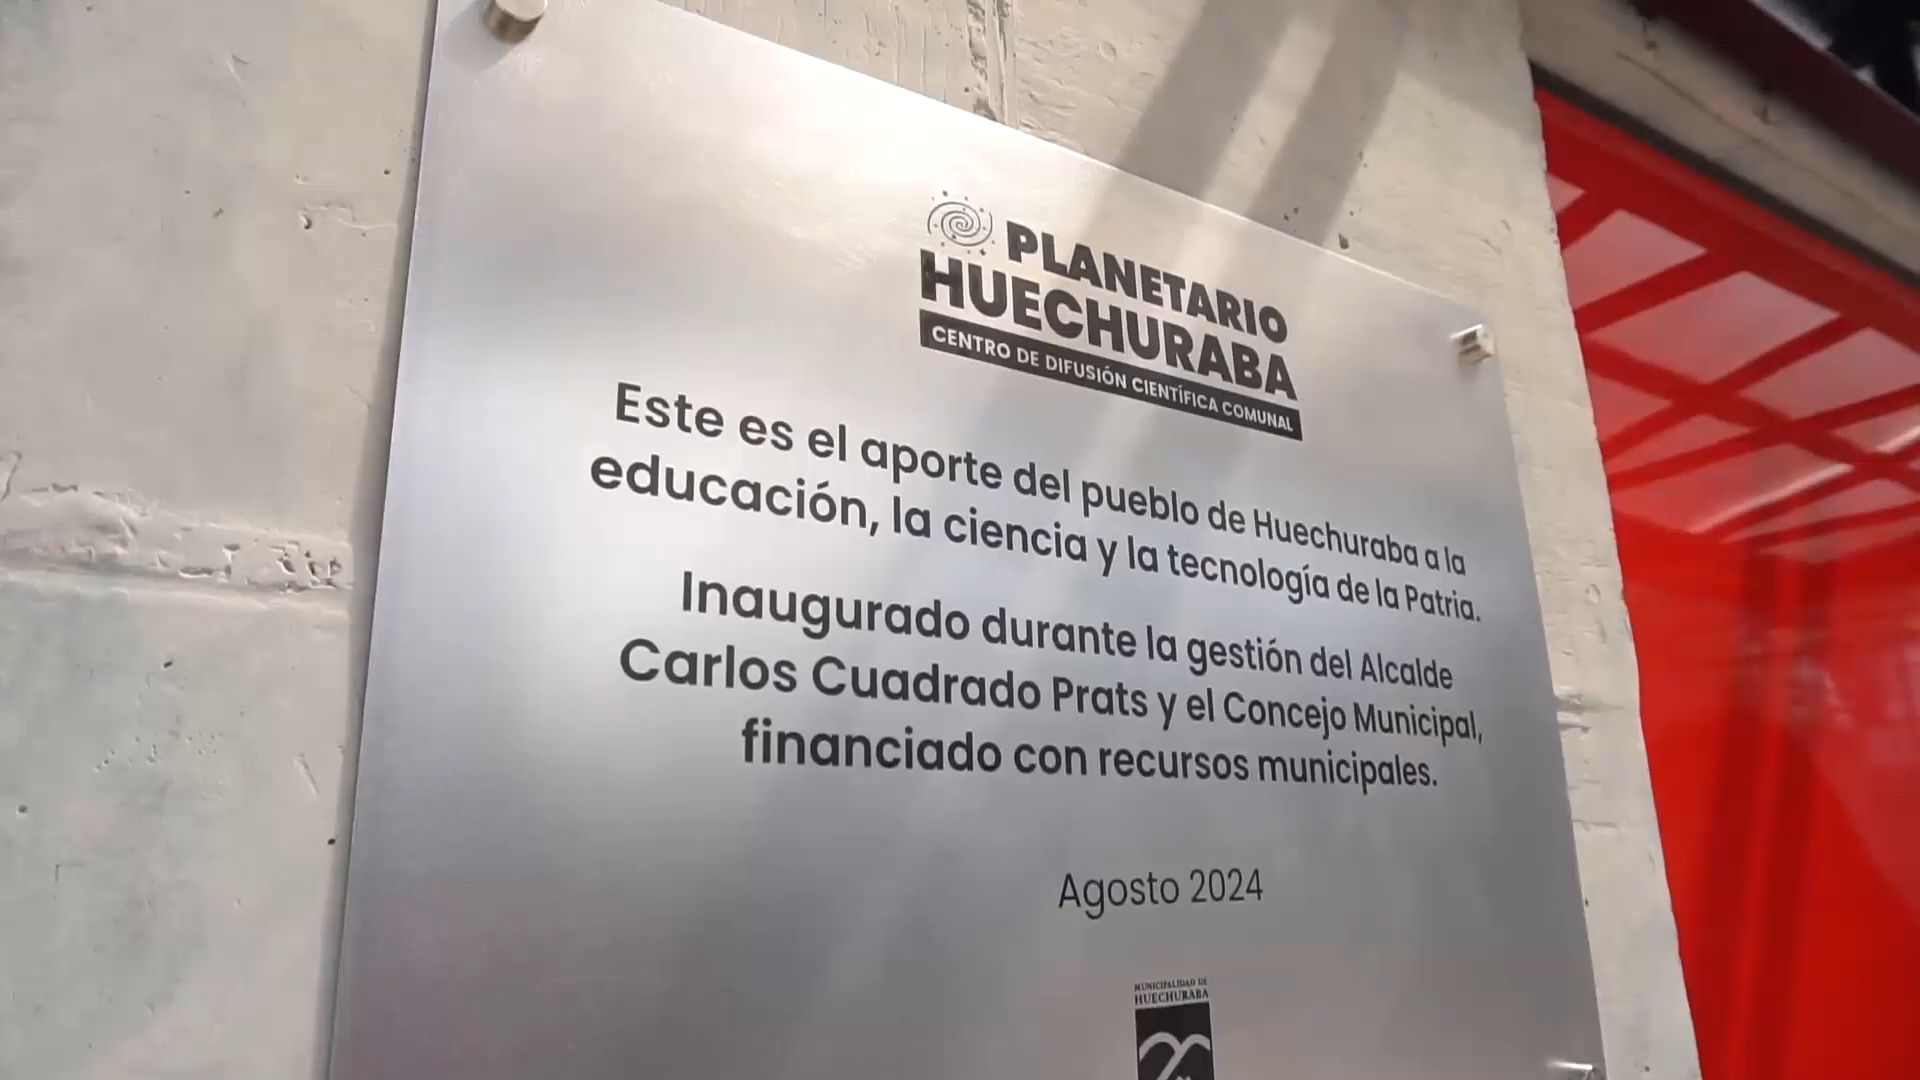 PLANETARIO
HUECHURABA
CENTRO DE DIFUSIÓN CIENTÍFICA COMUNAL
Este es el aporte del pueblo de Huechuraba a la
educación, la ciencia y la tecnología de la Patria.
Inaugurado durante la gestión del Alcalde
Carlos Cuadrado Prats y el Concejo Municipal,
financiado con recursos municipales.
Agosto 2024
MUNICIPALIDAD DE
HUECHURABA